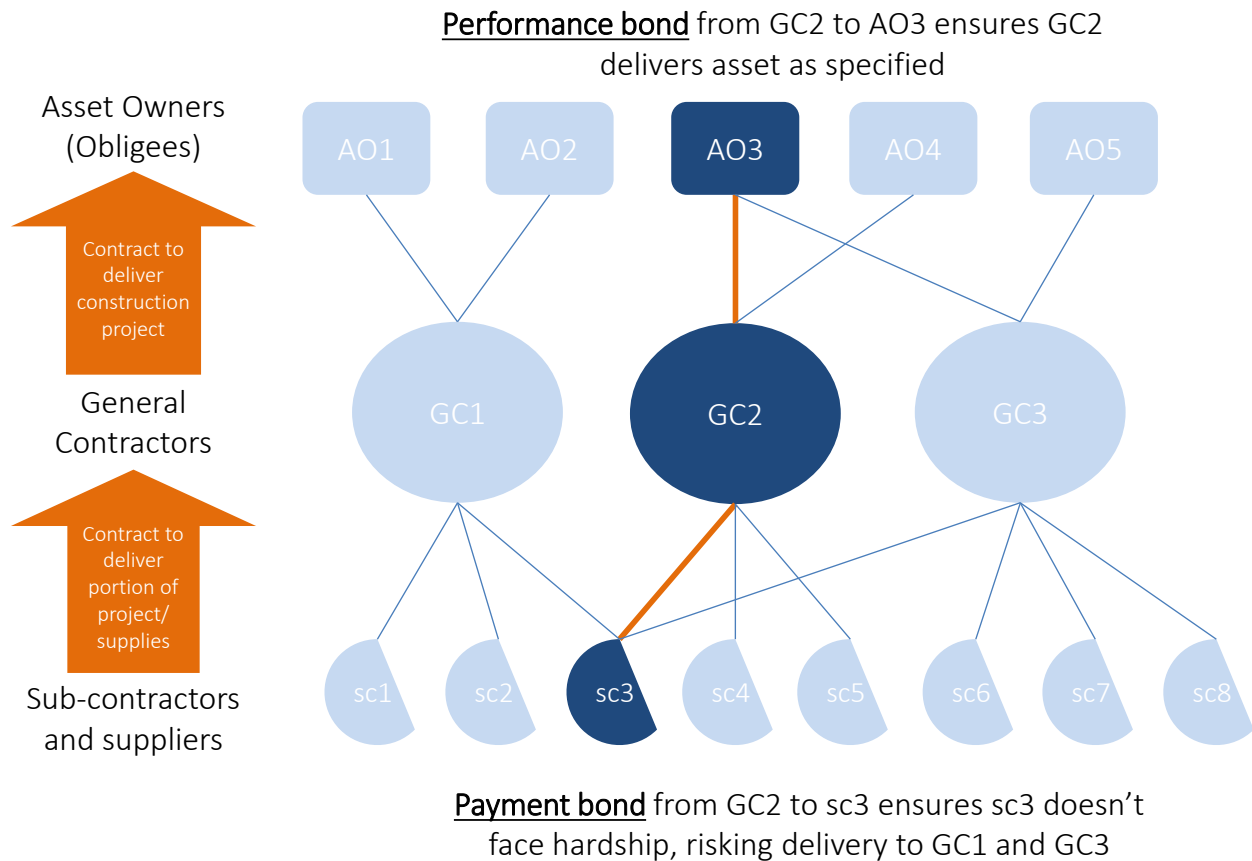 Performance bond from GC2 to AO3 ensures GC2
delivers asset as specified
Asset Owners
(Obligees)
AO1
AO2
AO3
AO4
AO5
Contract to
deliver
construction
project
General
Contractors
GC1
GC2
GC3
Contract to
deliver
portion of
project/
supplies
Sub-contractors
and suppliers
sc1
sc2
sc3
sc4
sc5
sc6
sc7
sc8
Payment bond from GC2 to sc3 ensures sc3 doesn’t
face hardship, risking delivery to GC1 and GC3